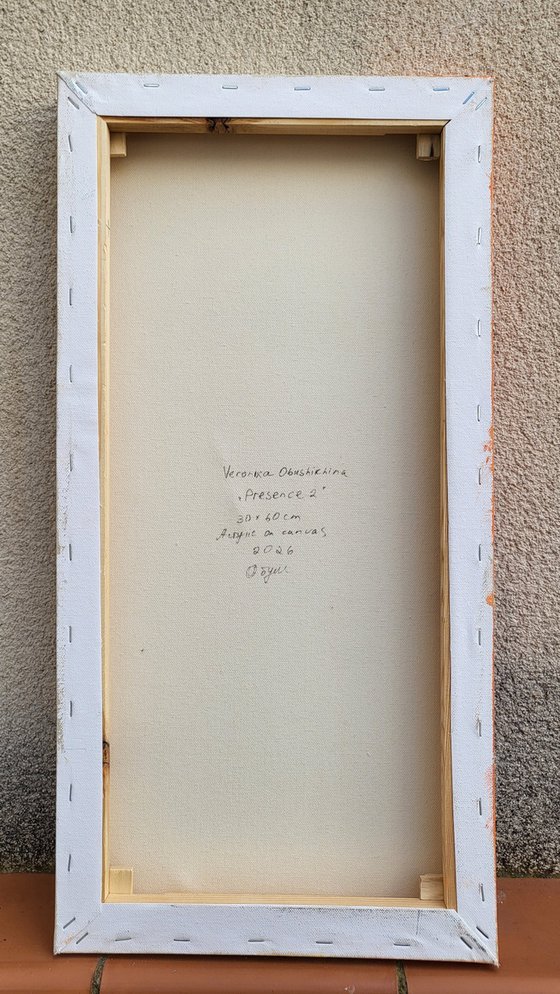 Veronika Obushikhina
„Presence 2"
30 x 60 cm
Acrylic on canvas
2026